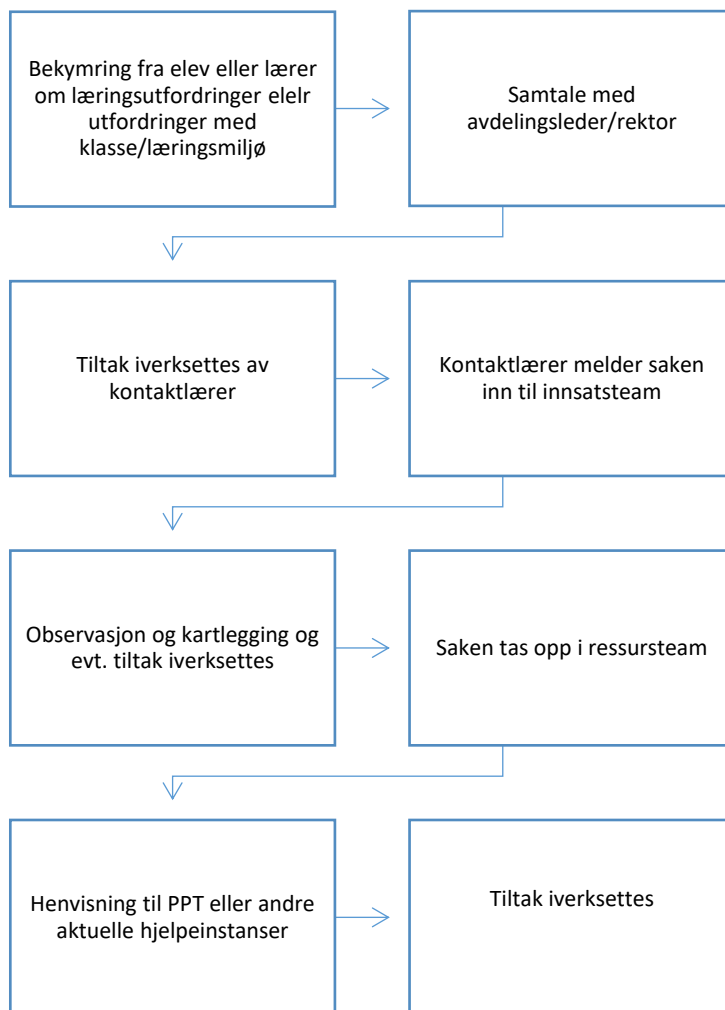 Bekymring fra elev eller lærer
om læringsutfordringer elelr
utfordringer med
klasse/læringsmiljø
Samtale med
avdelingsleder/rektor
Tiltak iverksettes av
kontaktlærer
Kontaktlærer melder saken
inn til innsatsteam
Observasjon og kartlegging og
evt. tiltak iverksettes
Saken tas opp i ressursteam
Henvisning til PPT eller andre
aktuelle hjelpeinstanser
Tiltak iverksettes